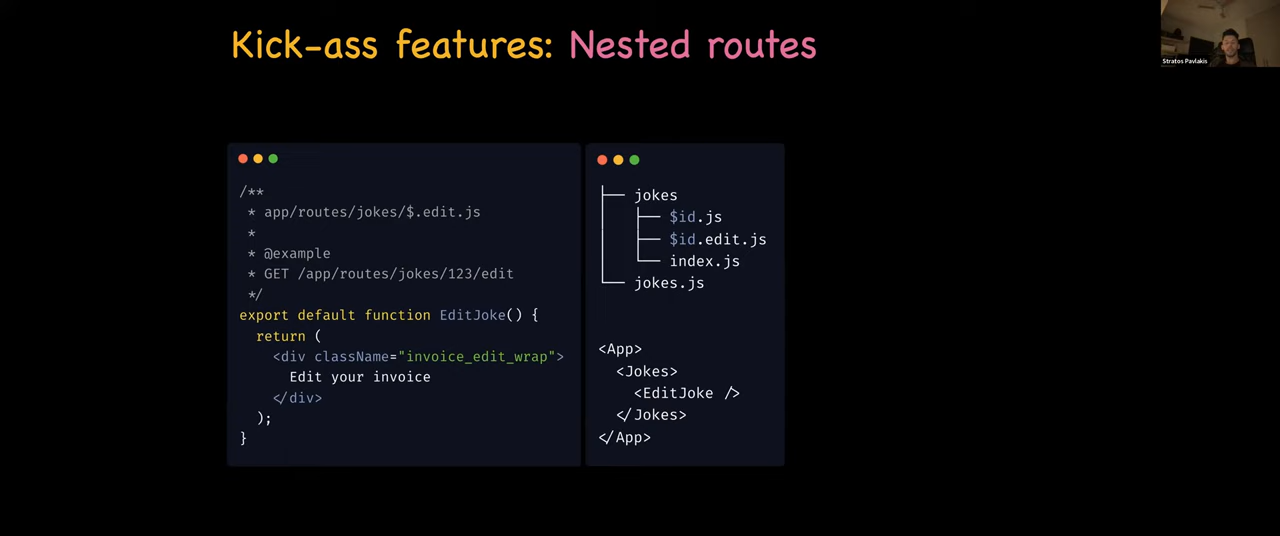 Kick-ass features: Nested routes
Stratos Pavlakis
/**
* app/routes/jokes/$.edit.js
*
* @example
* GET /app/routes/jokes/123/edit
*/
export default function EditJoke() {
return (
<div className="invoice_edit_wrap">
Edit your invoice
</div>
);
}
├── jokes
│   ├── $id.js
│   ├── $id.edit.js
│   └── index.js
└── jokes.js
<App>
<Jokes>
<EditJoke />
</Jokes>
</App>